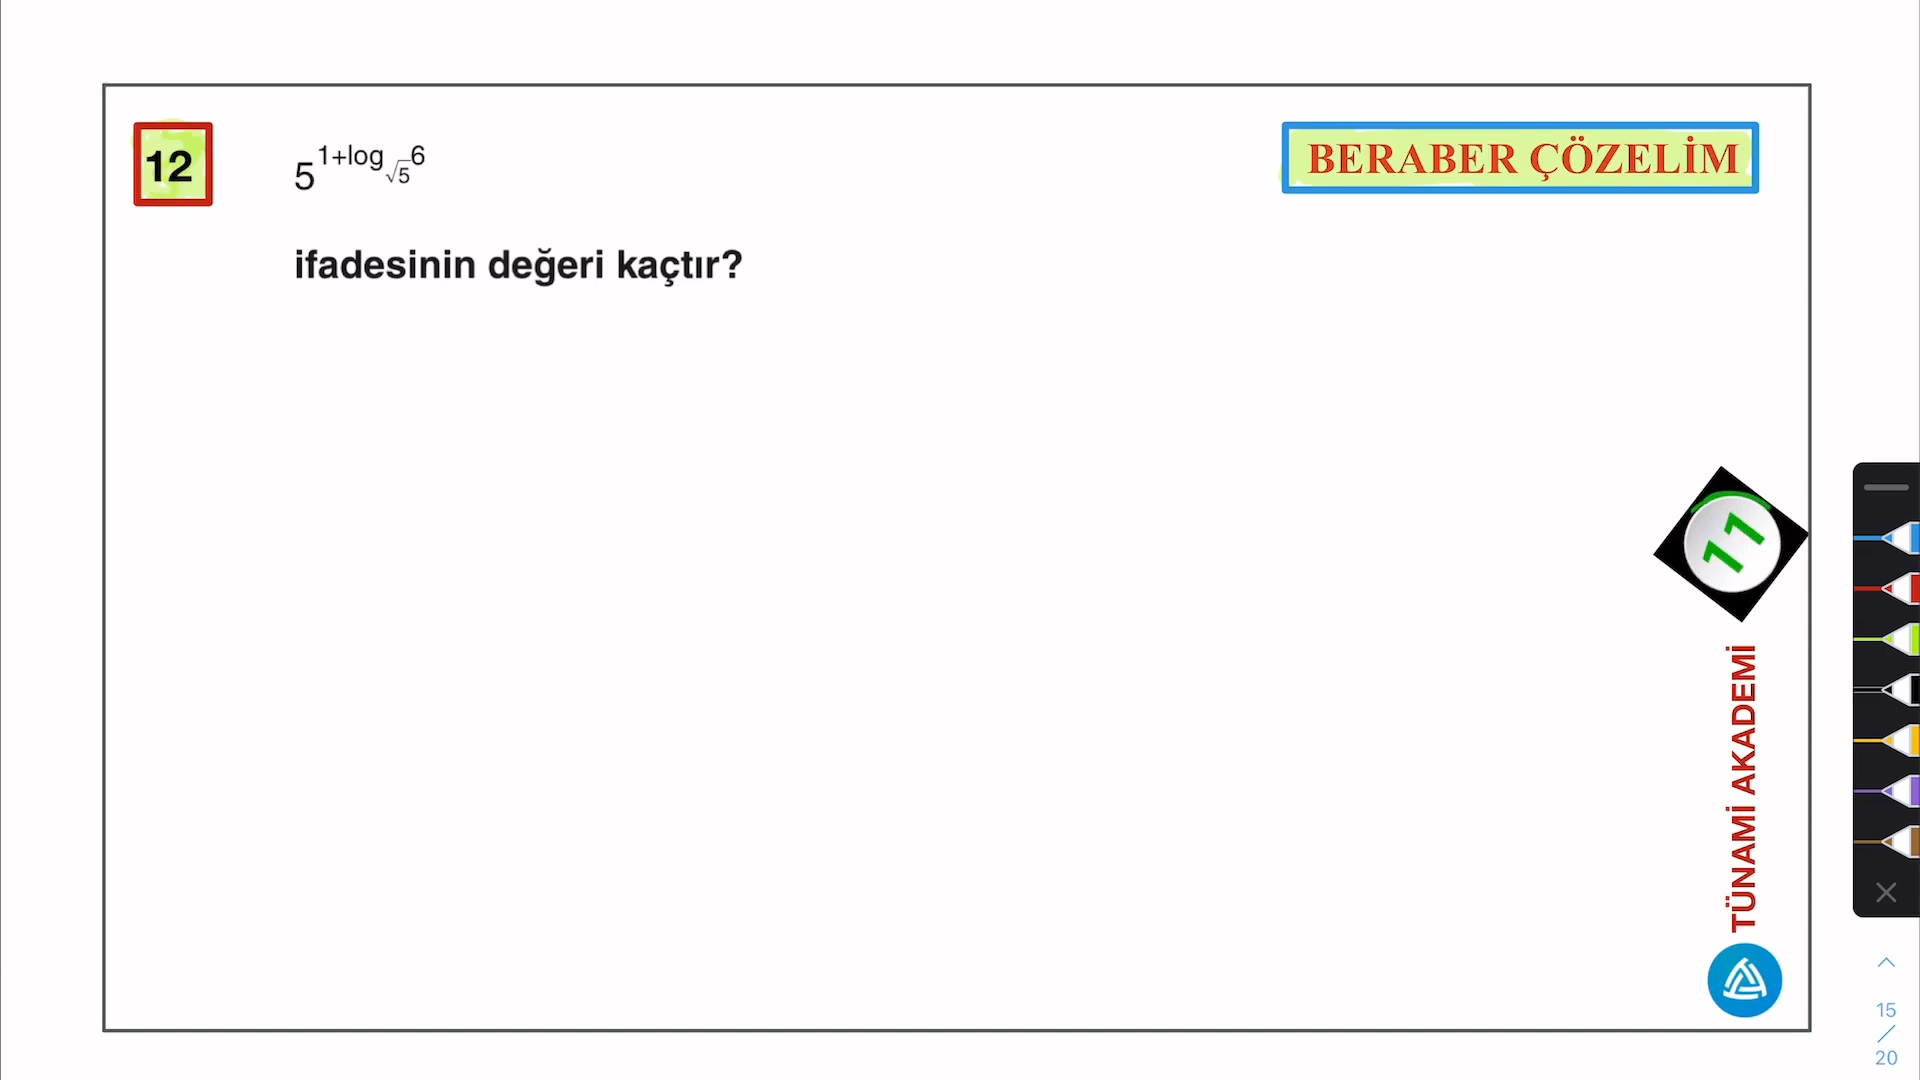 12
5^{1+log_{√5}6}
BERABER ÇÖZELİM
ifadesinin değeri kaçtır?
11
TÜNAMİ AKADEMİ
15
/
20